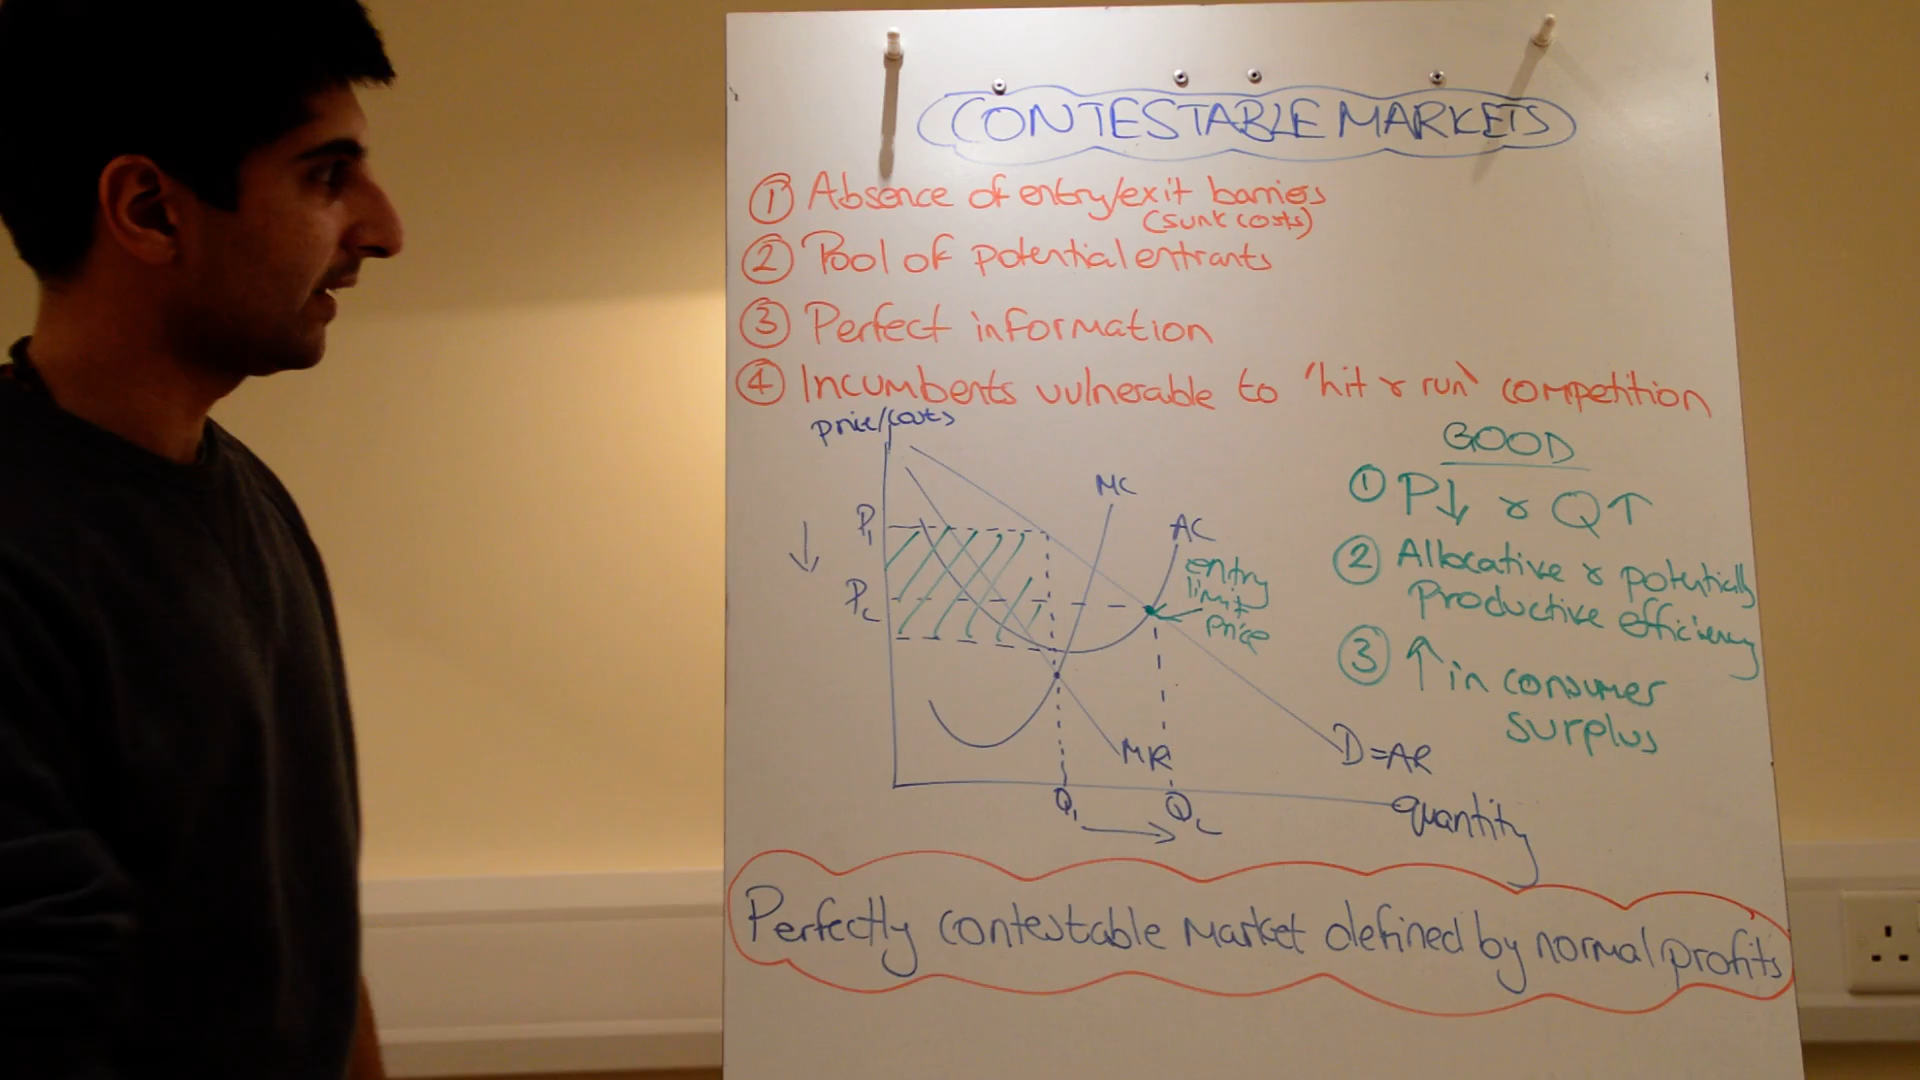 CONTESTABLE MARKETS
① Absence of entry/exit barriers
(sunk costs)
② Pool of potential entrants
③ Perfect information
④ Incumbents vulnerable to 'hit & run' competition
price/costs
GOOD
① P↓ & Q↑
② Allocative & potentially
Productive efficiency
③ ↑ in consumer
surplus
MC
AC
P₁
entry
limit
price
P꜀
MR
D=AR
Q₁
Q꜀
quantity
Perfectly contestable market defined by normal profits